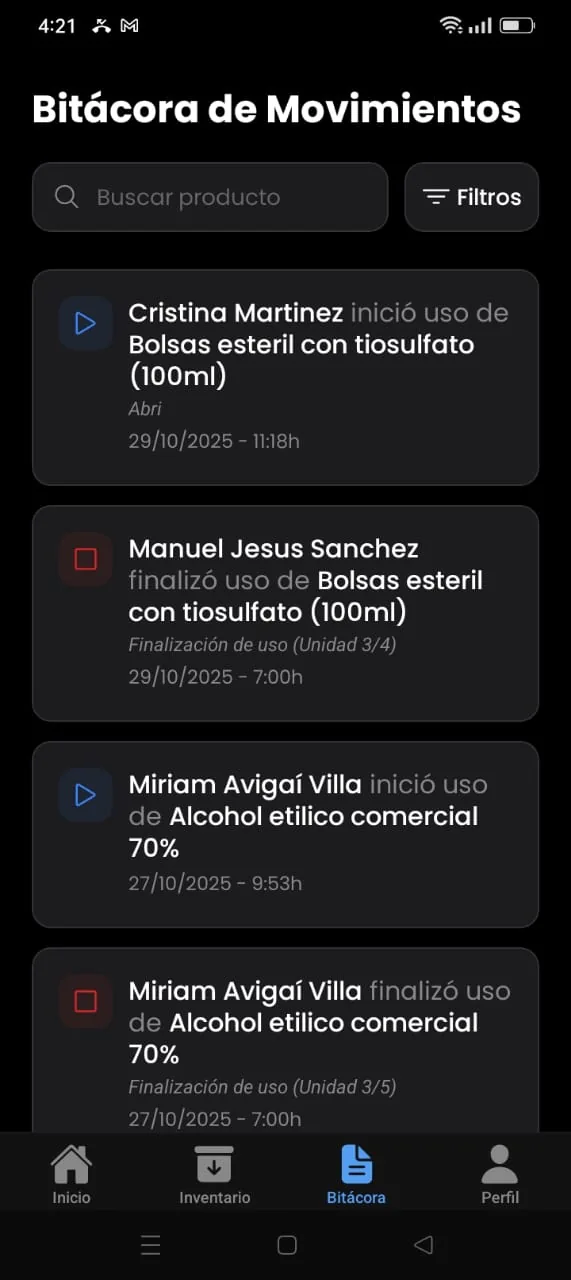 4:21
Bitácora de Movimientos
Buscar producto
Filtros
Cristina Martinez inició uso de
Bolsas esteril con tiosulfato
(100ml)
Abri
29/10/2025 - 11:18h
Manuel Jesus Sanchez
finalizó uso de Bolsas esteril
con tiosulfato (100ml)
Finalización de uso (Unidad 3/4)
29/10/2025 - 7:00h
Miriam Avigaí Villa inició uso
de Alcohol etilico comercial
70%
27/10/2025 - 9:53h
Miriam Avigaí Villa finalizó uso
de Alcohol etilico comercial
70%
Finalización de uso (Unidad 3/5)
27/10/2025 - 7:00h
Inicio
Inventario
Bitácora
Perfil